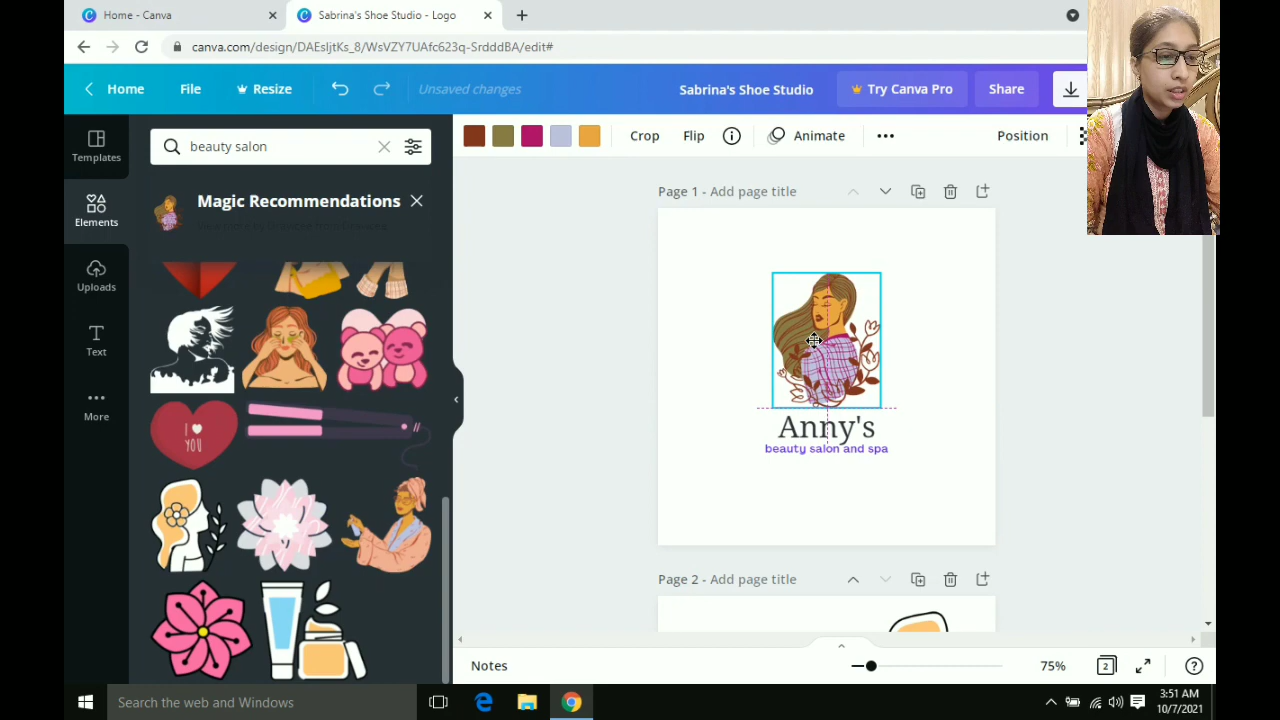 Home - Canva
Sabrina's Shoe Studio - Logo
canva.com/design/DAEsIjtKs_8/WsVZY7UAfc623q-SrdddBA/edit#
Home
File
Resize
Unsaved changes
Sabrina's Shoe Studio
Try Canva Pro
Share
Templates
Elements
Uploads
Text
More
beauty salon
Magic Recommendations
I
YOU
Crop
Flip
Animate
Position
Page 1 - Add page title
Anny's
beauty salon and spa
Page 2 - Add page title
Notes
75%
2
Search the web and Windows
3:51 AM
10/7/2021